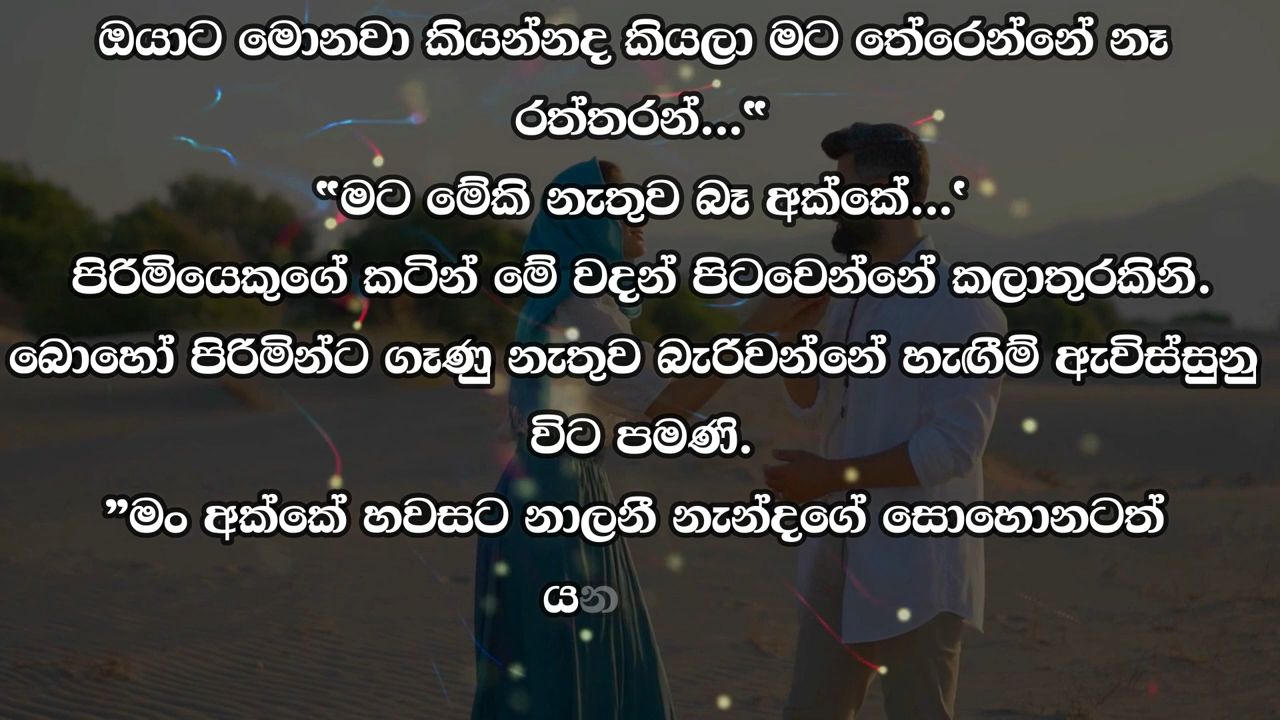 ඔයාට මොනවා කියන්නද කියලා මට තේරෙන්නේ නෑ
රත්තරන්...‟
‟මට මේකි නැතුව බෑ අක්කේ...‛
පිරිමියෙකුගේ කටින් මේ වදන් පිටවෙන්නේ කලාතුරකිනි.
බොහෝ පිරිමින්ට ගෑණු නැතුව බැරිවන්නේ හැඟීම් ඇවිස්සුනු
විට පමණි.
”මං අක්කේ හවසට නාලනී නැන්දගේ සොහොනටත්
යන